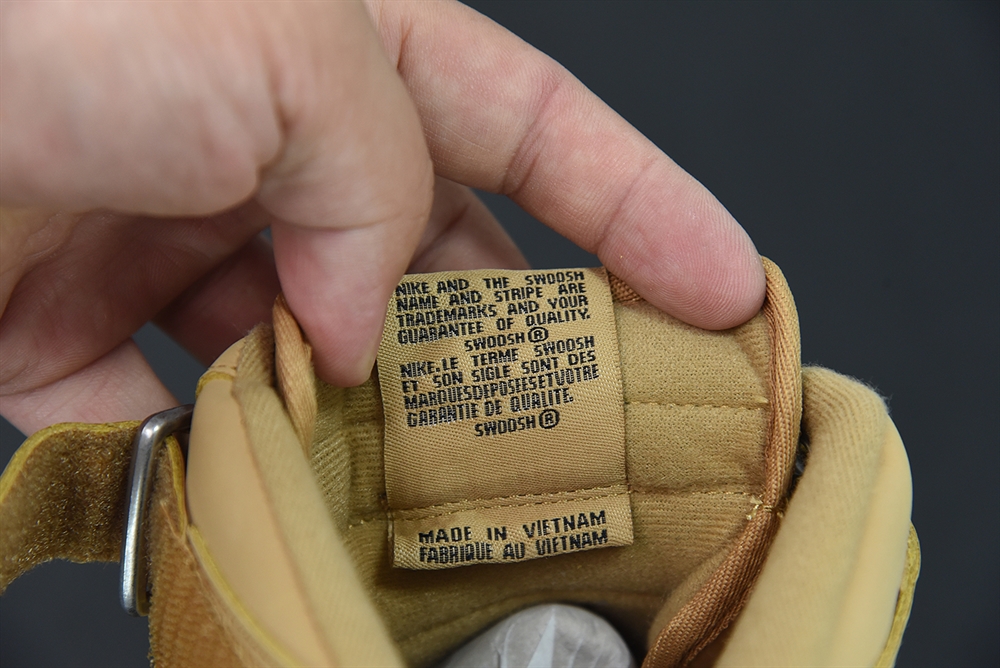 NIKE AND THE SWOOSH
NAME AND STRIPE ARE
TRADEMARKS AND YOUR
GUARANTEE OF QUALITY.
SWOOSH®
NIKE.LE TERME SWOOSH
ET SON SIGLE SONT DES
MARQUESDEPOSEESETVOTRE
GARANTIE DE QUALITE.
SWOOSH®
MADE IN VIETNAM
FABRIQUE AU VIETNAM